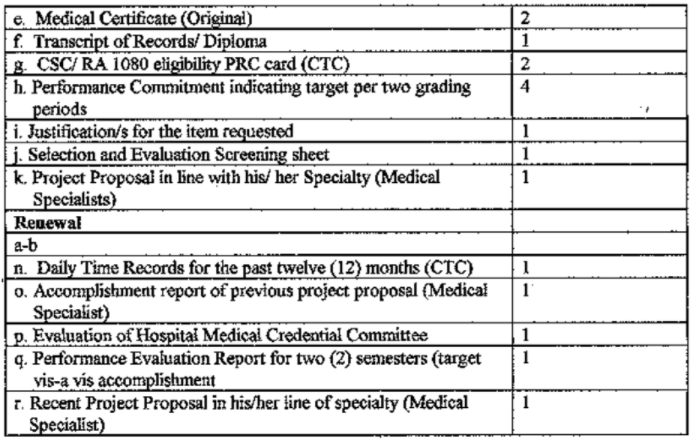 e. Medical Certificate (Original) 2
f. Transcript of Records/ Diploma 1
g. CSC/ RA 1080 eligibility PRC card (CTC) 2
h. Performance Commitment indicating target per two grading 4
periods
i. Justification/s for the item requested 1
j. Selection and Evaluation Screening sheet 1
k. Project Proposal in line with his/ her Specialty (Medical 1
Specialists)
Renewal
a-b
n. Daily Time Records for the past twelve (12) months (CTC) 1
o. Accomplishment report of previous project proposal (Medical 1
Specialist)
p. Evaluation of Hospital Medical Credential Committee 1
q. Performance Evaluation Report for two (2) semesters (target 1
vis-a vis accomplishment
r. Recent Project Proposal in his/her line of specialty (Medical 1
Specialist)